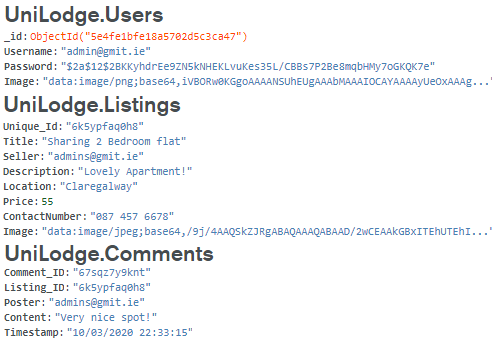 UniLodge.Users
_id: ObjectId("5e4fe1bfe18a5702d5c3ca47")
Username: "admin@gmit.ie"
Password: "$2a$12$2BKKyhdrEe9ZN5kNHEKLvuKes35L/CBBs7P2Be8mqbHMy7oGKQK7e"
Image: "data:image/png;base64,iVBORw0KGgoAAAANSUhEUgAAAbMAAAIOCAYAAAAyUeOxAAAg..."
UniLodge.Listings
Unique_Id: "6k5ypfaq0h8"
Title: "Sharing 2 Bedroom flat"
Seller: "admins@gmit.ie"
Description: "Lovely Apartment!"
Location: "Claregalway"
Price: 55
ContactNumber: "087 457 6678"
Image: "data:image/jpeg;base64,/9j/4AAQSkZJRgABAQAAAQABAAD/2wCEAAkGBxITEhUTEhI..."
UniLodge.Comments
Comment_ID: "67sqz7y9knt"
Listing_ID: "6k5ypfaq0h8"
Poster: "admins@gmit.ie"
Content: "Very nice spot!"
Timestamp: "10/03/2020 22:33:15"